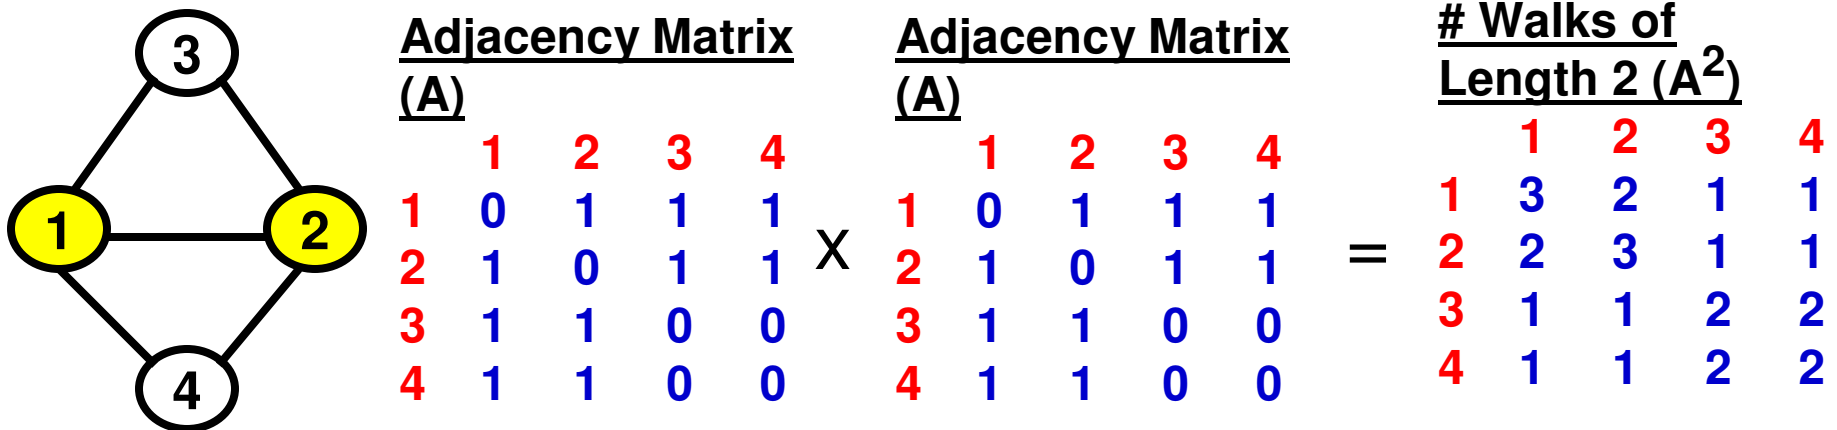 3
1 2
4
Adjacency Matrix
(A)
1 2 3 4
1 0 1 1 1
2 1 0 1 1
3 1 1 0 0
4 1 1 0 0
X
Adjacency Matrix
(A)
1 2 3 4
1 0 1 1 1
2 1 0 1 1
3 1 1 0 0
4 1 1 0 0
=
# Walks of
Length 2 (A²)
1 2 3 4
1 3 2 1 1
2 2 3 1 1
3 1 1 2 2
4 1 1 2 2